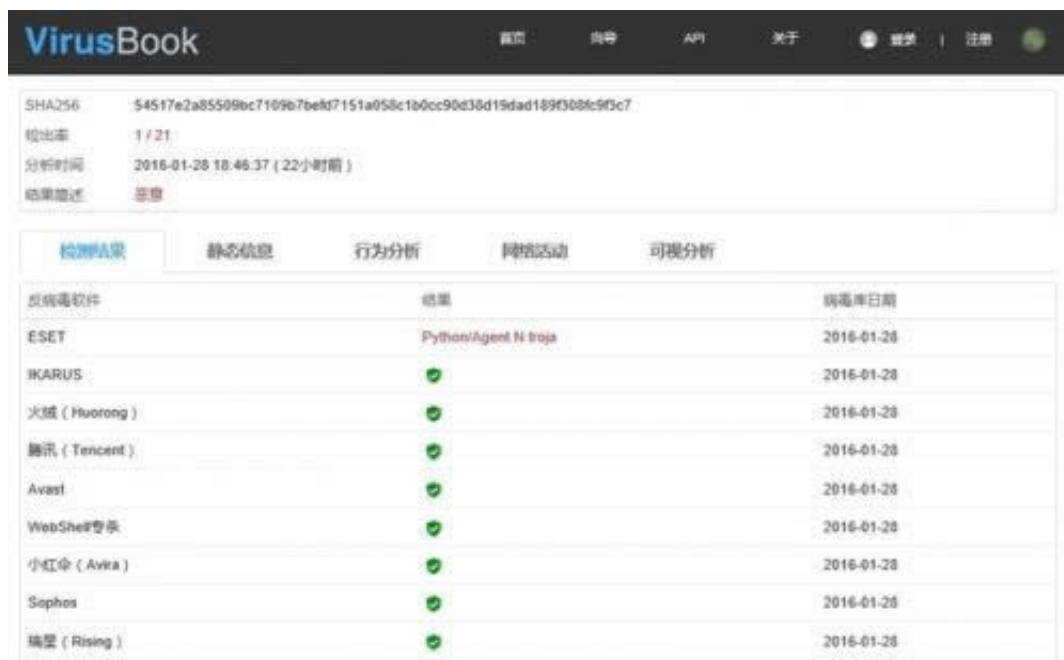 VirusBook 首页 向导 API 关于 登录 | 注册
SHA256 54517e2a85509bc7109b7befd7151a058c1b0cc90d38d19dad189f308fc9f3c7
检出率 1 / 21
分析时间 2016-01-28 18:46:37 ( 22小时前 )
结果描述 恶意
检测结果 静态信息 行为分析 网络活动 可视分析
反病毒软件 结果 病毒库日期
ESET Python/Agent N troja 2016-01-28
IKARUS 2016-01-28
火绒 ( Huorong ) 2016-01-28
腾讯 ( Tencent ) 2016-01-28
Avast 2016-01-28
WebShell专杀 2016-01-28
小红伞 ( Avira ) 2016-01-28
Sophos 2016-01-28
瑞星 ( Rising ) 2016-01-28